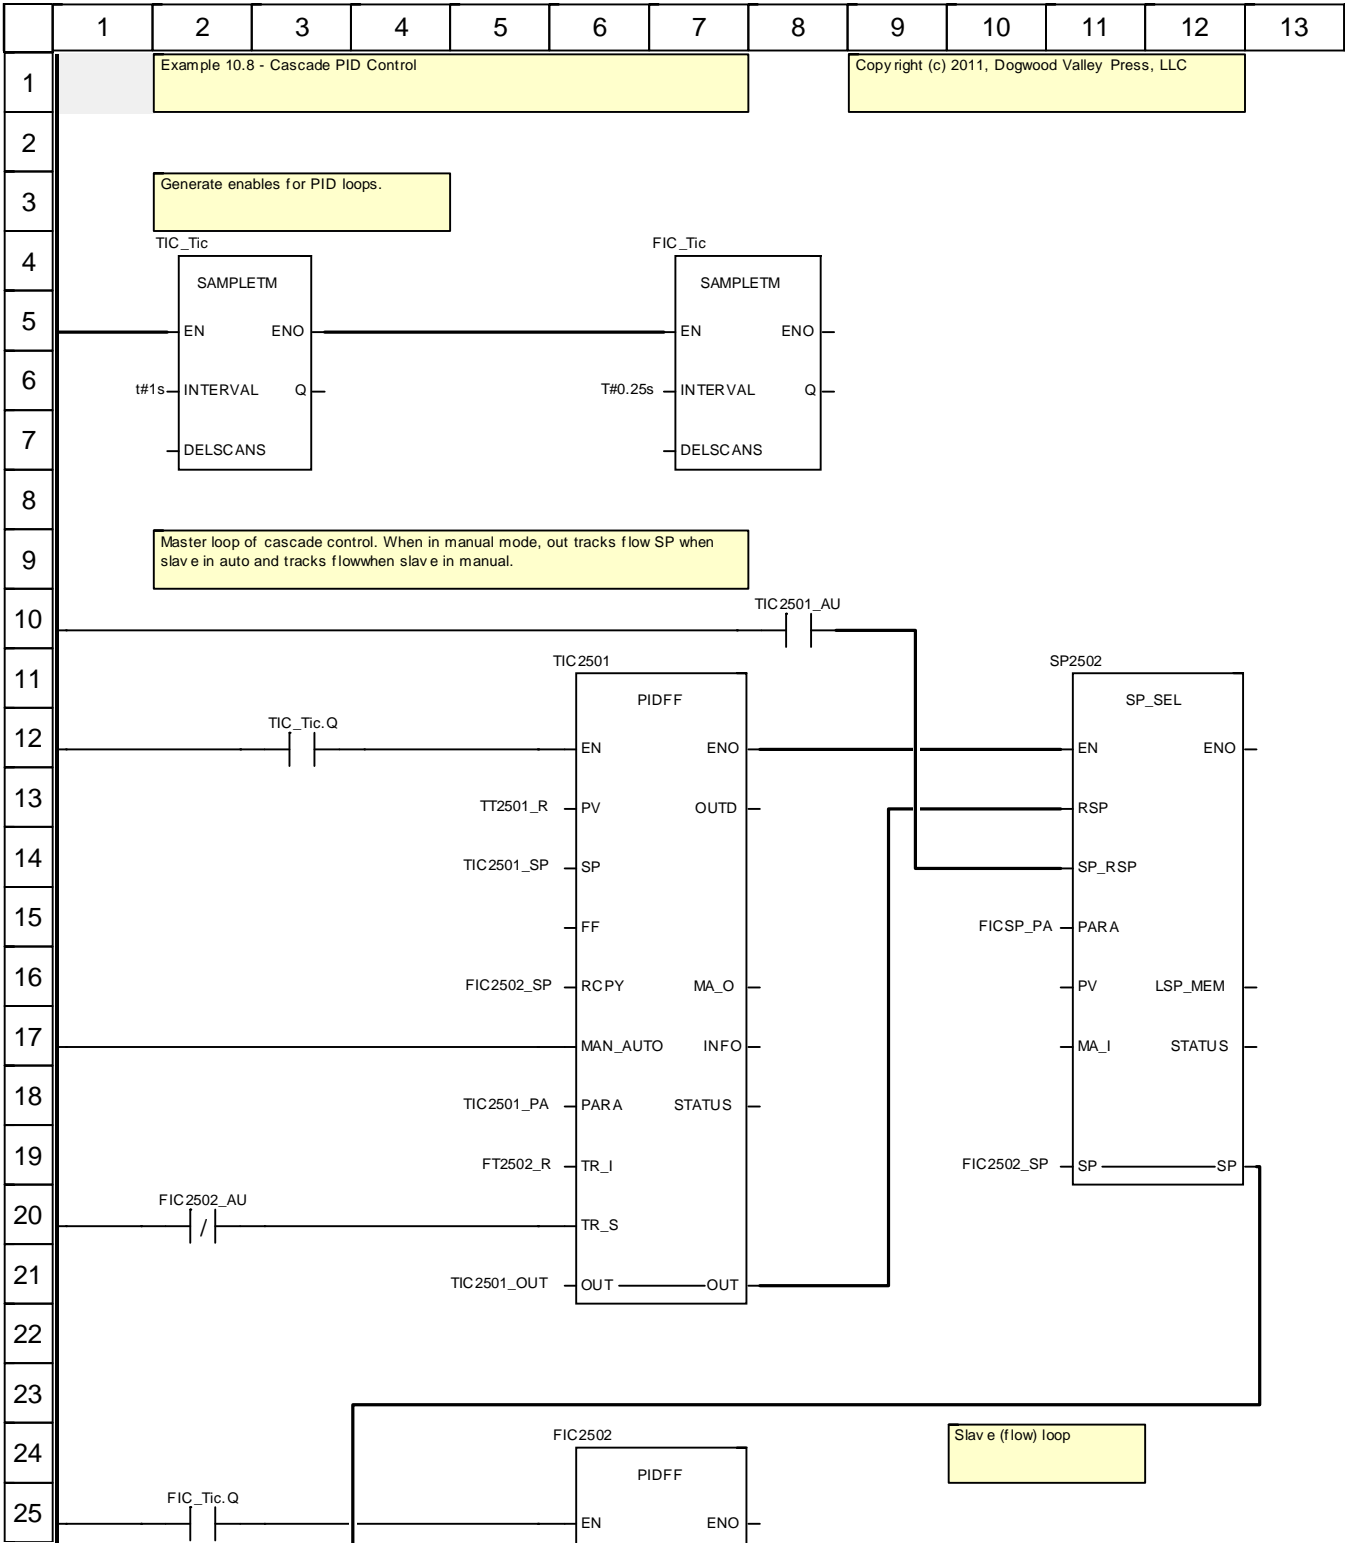 1 2 3 4 5 6 7 8 9 10 11 12 13
1
Example 10.8 - Cascade PID Control
Copyright (c) 2011, Dogwood Valley Press, LLC
2
3
Generate enables for PID loops.
4
TIC_Tic
FIC_Tic
SAMPLETM
SAMPLETM
5
EN ENO
EN ENO
6
t#1s INTERVAL Q
T#0.25s INTERVAL Q
7
DELSCANS
DELSCANS
8
9
Master loop of cascade control. When in manual mode, out tracks flow SP when
slave in auto and tracks flowwhen slave in manual.
10
TIC2501_AU
11
TIC2501
SP2502
PIDFF
SP_SEL
12
TIC_Tic.Q
EN ENO
EN ENO
13
TT2501_R PV OUTD
RSP
14
TIC2501_SP SP
SP_RSP
15
FF
FICSP_PA PARA
16
FIC2502_SP RCPY MA_O
PV LSP_MEM
17
MAN_AUTO INFO
MA_I STATUS
18
TIC2501_PA PARA STATUS
19
FT2502_R TR_I
FIC2502_SP SP SP
20
FIC2502_AU
TR_S
21
TIC2501_OUT OUT OUT
22
23
24
FIC2502
Slave (flow) loop
PIDFF
25
FIC_Tic.Q
EN ENO